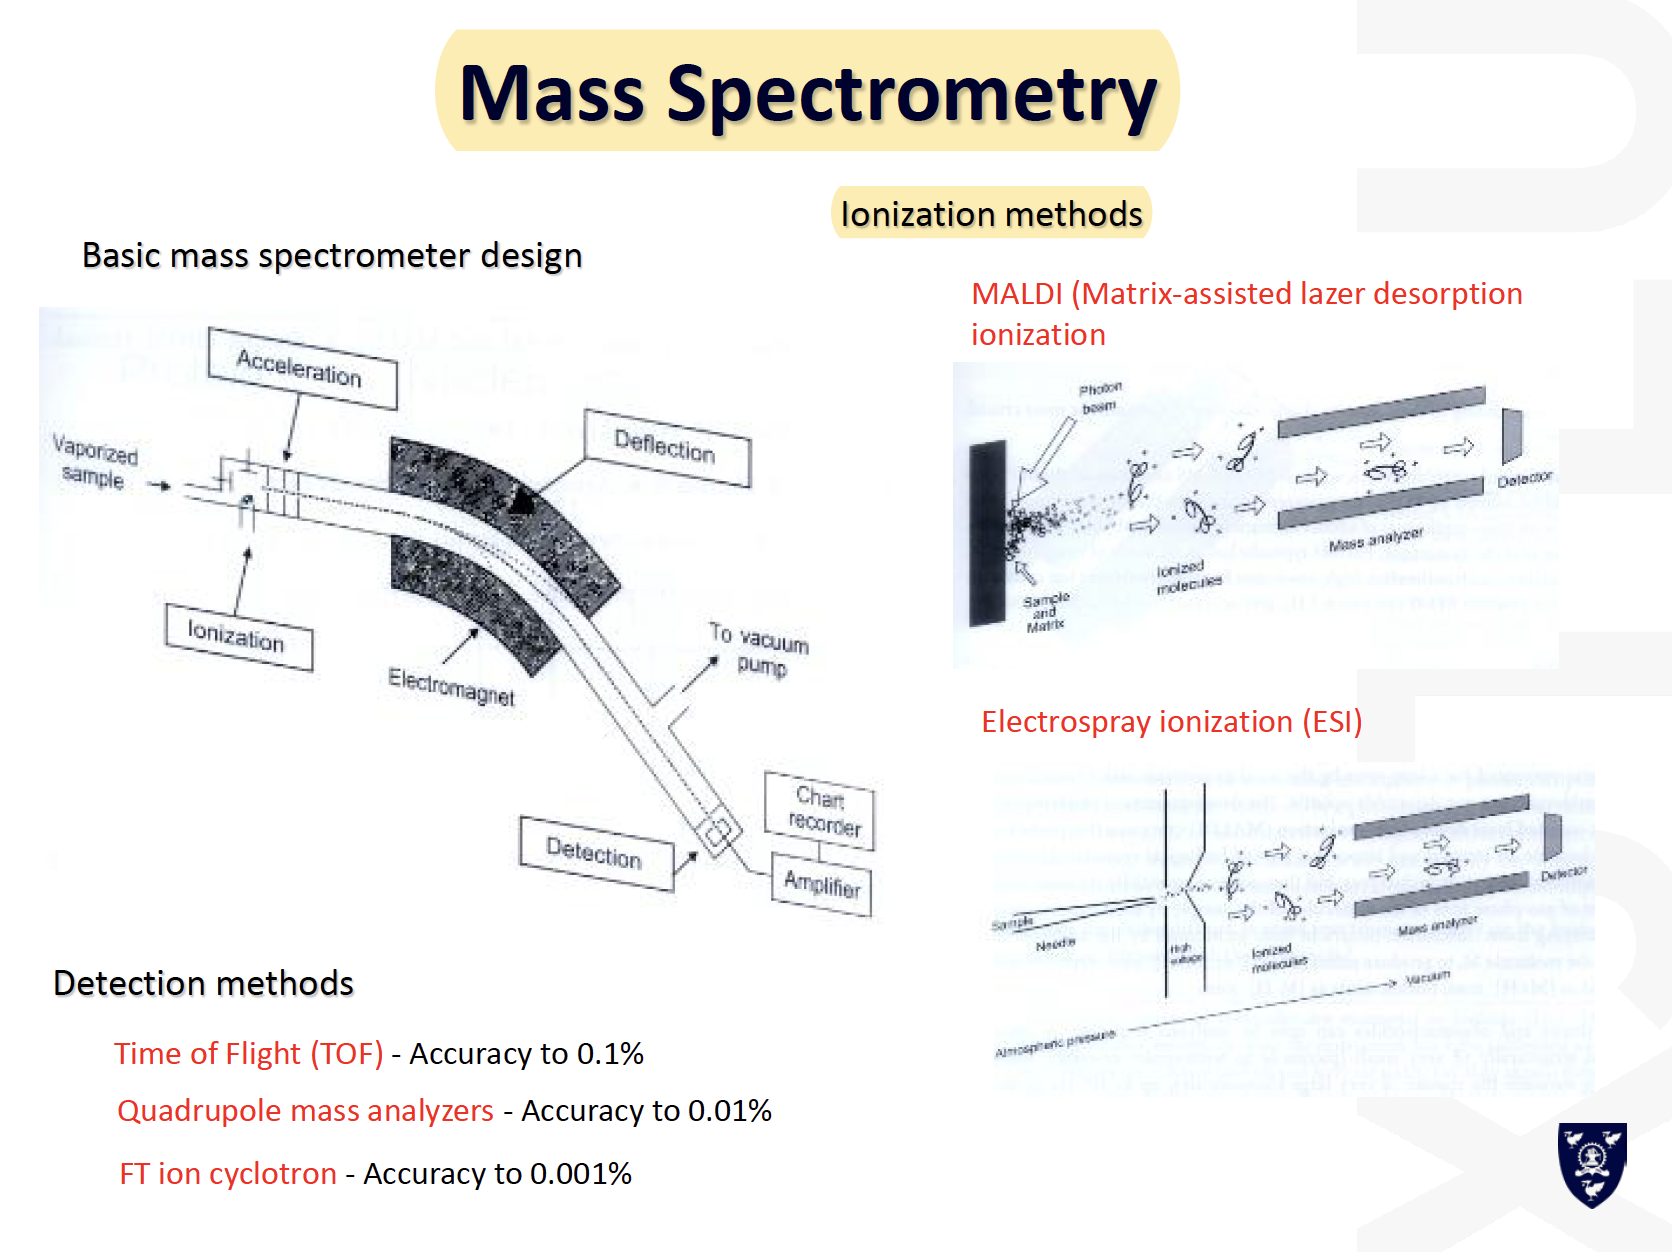 Mass Spectrometry
Ionization methods
Basic mass spectrometer design
MALDI (Matrix-assisted lazer desorption
ionization
Acceleration
Deflection
Vaporized
sample
Ionization
Electromagnet
To vacuum
pump
Chart
recorder
Detection
Amplifier
Photon
beam
Detector
Mass analyzer
Ionized
molecules
Sample
and
Matrix
Electrospray ionization (ESI)
Sample
Needle
High
voltage
Ionized
molecules
Mass analyzer
Detector
Vacuum
Atmospheric pressure
Detection methods
Time of Flight (TOF) - Accuracy to 0.1%
Quadrupole mass analyzers - Accuracy to 0.01%
FT ion cyclotron - Accuracy to 0.001%